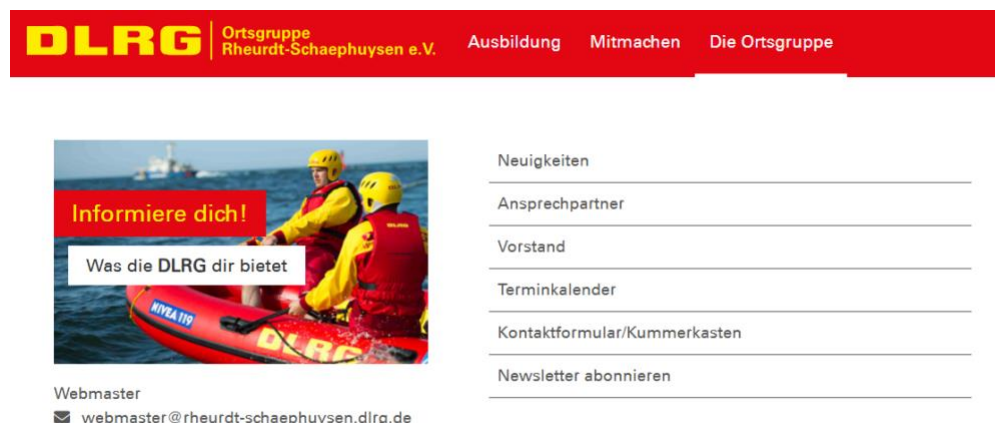 DLRG
Ortsgruppe
Rheurdt-Schaephuysen e.V.
Ausbildung
Mitmachen
Die Ortsgruppe
Informiere dich!
Was die DLRG dir bietet
NIVEA 119
DLRG
Webmaster
webmaster@rheurdt-schaephuysen.dlrg.de
Neuigkeiten
Ansprechpartner
Vorstand
Terminkalender
Kontaktformular/Kummerkasten
Newsletter abonnieren